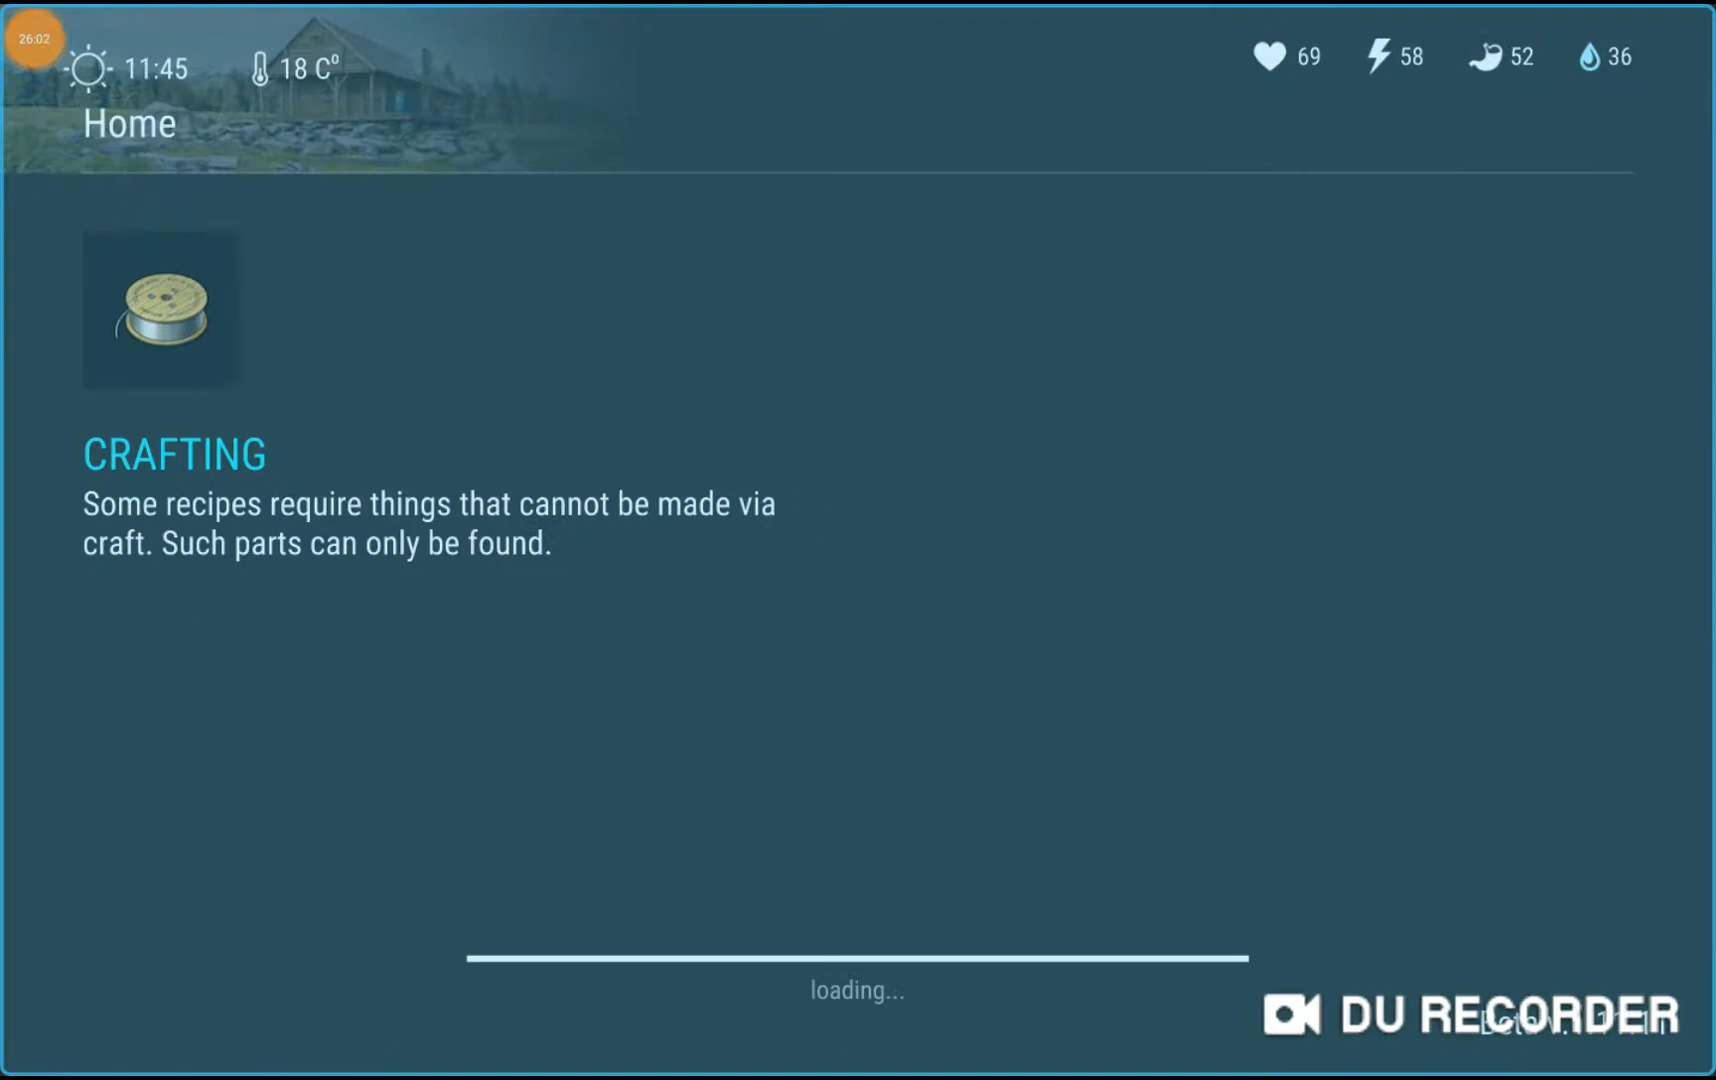 26:02
11:45 18 C°
69 58 52 36
Home
CRAFTING
Some recipes require things that cannot be made via
craft. Such parts can only be found.
loading...
DU RECORDER